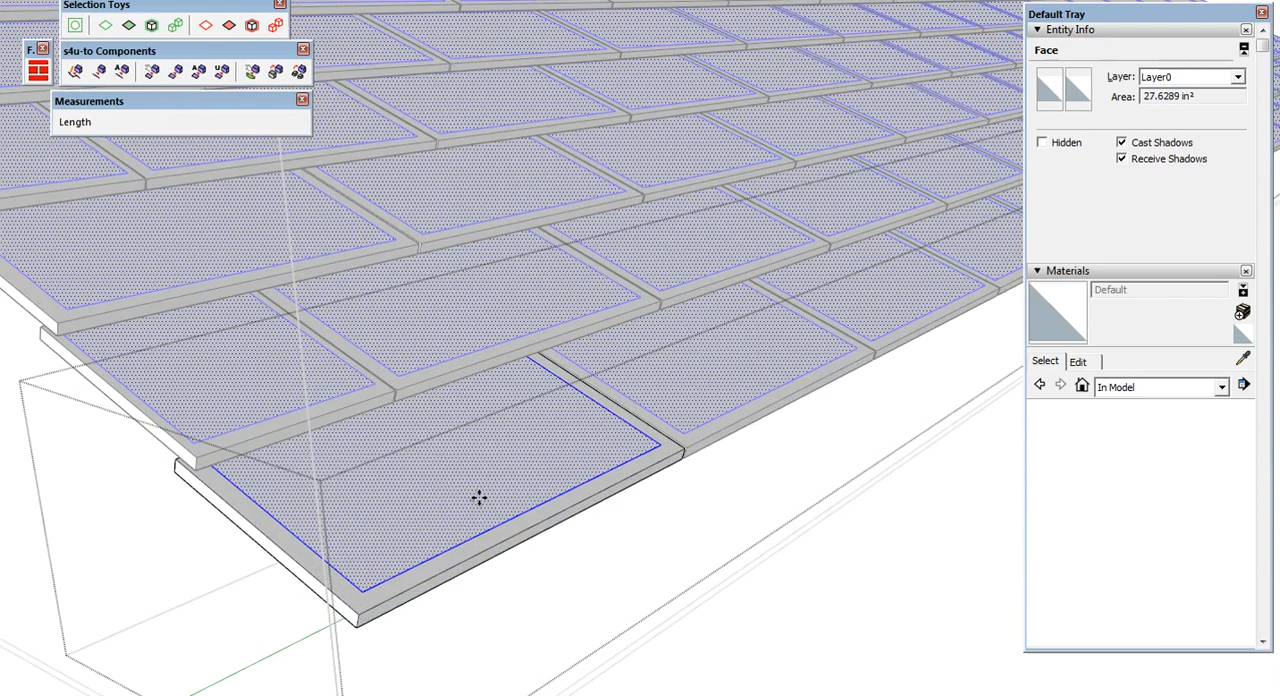 Selection Toys
F.
s4u-to Components
Measurements
Length
Default Tray
Entity Info
Face
Layer: Layer0
Area: 27.6289 in²
Hidden
Cast Shadows
Receive Shadows
Materials
Default
Select Edit
In Model